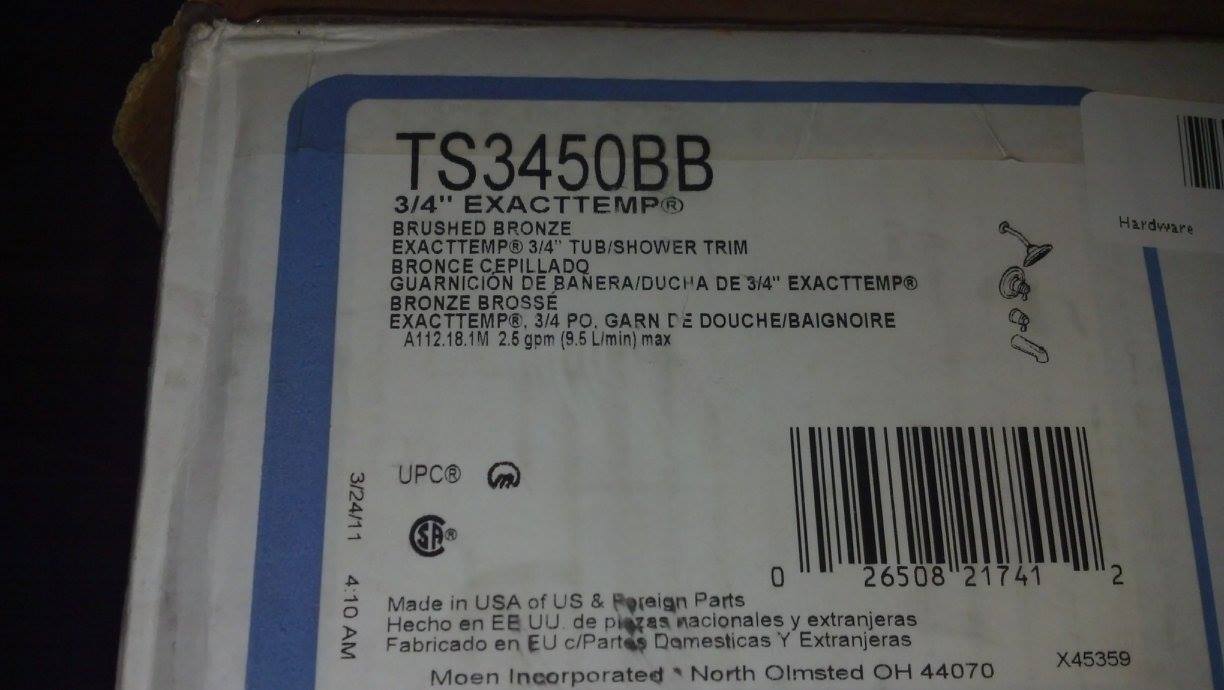 TS3450BB
3/4" EXACTTEMP®
BRUSHED BRONZE
EXACTTEMP® 3/4" TUB/SHOWER TRIM
BRONCE CEPILLADO
GUARNICIÓN DE BAÑERA/DUCHA DE 3/4" EXACTTEMP®
BRONZE BROSSÉ
EXACTTEMP®, 3/4 PO. GARN DE DOUCHE/BAIGNOIRE
A112.18.1M 2.5 gpm (9.5 L/min) max
Hardware
UPC®
CSA®
3/24/11 4:10 AM
0 26508 21741 2
Made in USA of US & Foreign Parts
Hecho en EE UU. de piezas nacionales y extranjeras
Fabricado en EU c/Partes Domesticas Y Extranjeras
Moen Incorporated * North Olmsted OH 44070
X45359